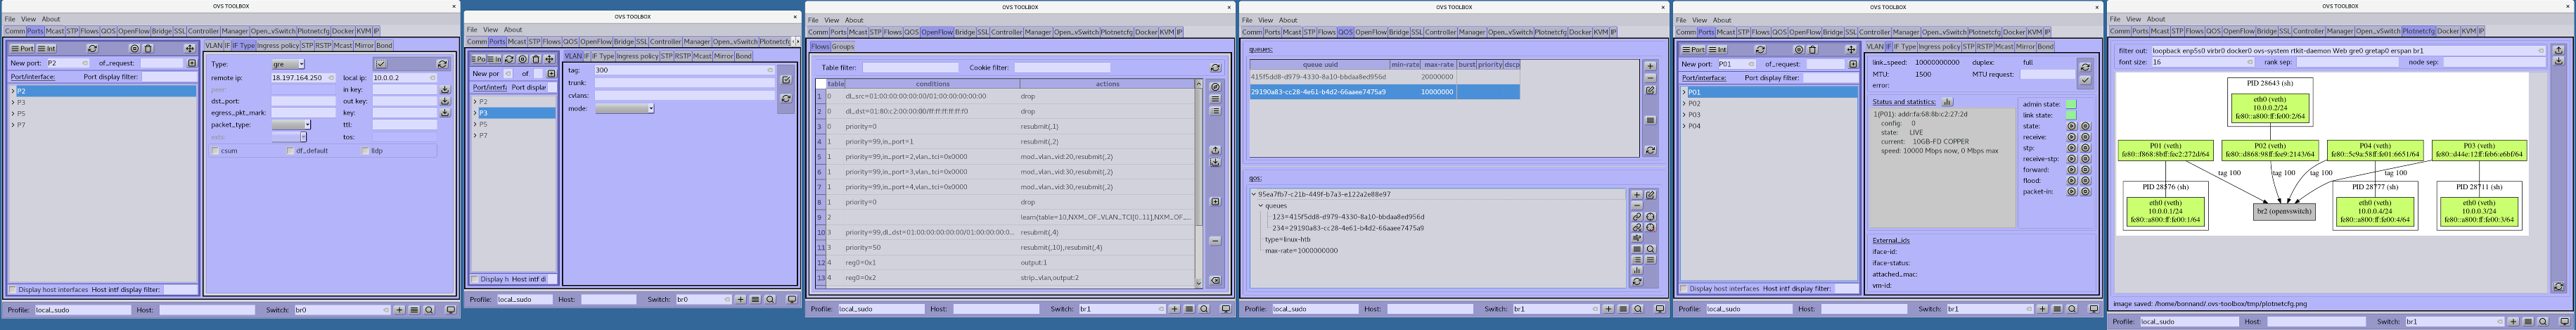 OVS TOOLBOX
File View About
Comm Ports Mcast STP Flows QOS OpenFlow Bridge SSL Controller Manager Open_vSwitch Plotnetcfg Docker KVM IP
Port Int
New port: P2 of_request:
Port/interface: Port display filter:
P2
P3
P5
P7
Display host interfaces Host intf display filter:
VLAN IF IF Type Ingress policy STP RSTP Mcast Mirror Bond
Type: gre
remote ip: 18.197.164.250 local ip: 10.0.0.2
in key:
dst_port: out key:
egress_pkt_mark: key:
packet_type: ttl:
tos:
csum df_default lldp
Profile: local_sudo Host: Switch: br0
OVS TOOLBOX
File View About
Comm Ports Mcast STP Flows QOS OpenFlow Bridge SSL Controller Manager Open_vSwitch Plotnetcf
Po In
New por of
Port/interf Port displa
P2
P3
P5
P7
Display h Host intf di
VLAN IF IF Type Ingress policy STP RSTP Mcast Mirror Bond
tag: 300
trunk:
cvlans:
mode:
Profile: local_sudo Host: Switch: br0
OVS TOOLBOX
File View About
Comm Ports Mcast STP Flows QOS OpenFlow Bridge SSL Controller Manager Open_vSwitch Plotnetcfg Docker KVM IP
Flows Groups
Table filter: Cookie filter:
table conditions actions
1 0 dl_src=01:00:00:00:00:00/01:00:00:00:00:00 drop
2 0 dl_dst=01:80:c2:00:00:00/ff:ff:ff:ff:ff:f0 drop
3 0 priority=0 resubmit(,1)
4 1 priority=99,in_port=1 resubmit(,2)
5 1 priority=99,in_port=2,vlan_tci=0x0000 mod_vlan_vid:20,resubmit(,2)
6 1 priority=99,in_port=3,vlan_tci=0x0000 mod_vlan_vid:30,resubmit(,2)
7 1 priority=99,in_port=4,vlan_tci=0x0000 mod_vlan_vid:30,resubmit(,2)
8 1 priority=0 drop
9 2 learn(table=10,NXM_OF_VLAN_TCI[0..11],NXM_OF_...
10 3 priority=99,dl_dst=01:00:00:00:00:00/01:00:00:00:0... resubmit(,4)
11 3 priority=50 resubmit(,10),resubmit(,4)
12 4 reg0=0x1 output:1
13 4 reg0=0x2 strip_vlan,output:2
Profile: local_sudo Host: Switch: br1
OVS TOOLBOX
File View About
Comm Ports Mcast STP Flows QOS OpenFlow Bridge SSL Controller Manager Open_vSwitch Plotnetcfg Docker KVM IP
queues:
queue uuid min-rate max-rate burst priority dscp
415f5dd8-d979-4330-8a10-bbdaa8ed956d 20000000
29190a83-cc28-4e61-b4d2-66aaee7475a9 10000000
qos:
95ea7fb7-c21b-449f-b7a3-e122a2e88e97
queues
123=415f5dd8-d979-4330-8a10-bbdaa8ed956d
234=29190a83-cc28-4e61-b4d2-66aaee7475a9
type=linux-htb
max-rate=1000000000
Profile: local_sudo Host: Switch: br1
OVS TOOLBOX
File View About
Comm Ports Mcast STP Flows QOS OpenFlow Bridge SSL Controller Manager Open_vSwitch Plotnetcfg Docker KVM IP
Port Int
New port: P01 of_request:
Port/interface: Port display filter:
P01
P02
P03
P04
Display host interfaces Host intf display filter:
VLAN IF IF Type Ingress policy STP RSTP Mcast Mirror Bond
link_speed: 10000000000 duplex: full
MTU: 1500 MTU request:
error:
Status and statistics:
1(P01): addr:fa:68:8b:c2:27:2d
config: 0
state: LIVE
current: 10GB-FD COPPER
speed: 10000 Mbps now, 0 Mbps max
admin state:
link state:
state:
receive:
stp:
receive-stp:
forward:
flood:
packet-in:
External_ids
iface-id:
iface-status:
attached_mac:
vm-id:
Profile: local_sudo Host: Switch: br1
OVS TOOLBOX
File View About
Comm Ports Mcast STP Flows QOS OpenFlow Bridge SSL Controller Manager Open_vSwitch Plotnetcfg Docker KVM IP
filter out: loopback enp5s0 virbr0 docker0 ovs-system rtkit-daemon Web gre0 gretap0 erspan br1
font size: 16 rank sep: node sep:
PID 28643 (sh)
eth0 (veth)
10.0.0.2/24
fe80::a800:ff:fe00:2/64
P01 (veth) P02 (veth) P04 (veth) P03 (veth)
fe80::f868:8bff:fec2:272d/64 fe80::d868:98ff:fee9:2143/64 fe80::5c9a:58ff:fe01:6651/64 fe80::d44e:12ff:feb6:e6bf/64
tag 100 tag 100 tag 100 tag 100
PID 28576 (sh) PID 28777 (sh) PID 28711 (sh)
eth0 (veth) br2 (openvswitch) eth0 (veth) eth0 (veth)
10.0.0.1/24 10.0.0.4/24 10.0.0.3/24
fe80::a800:ff:fe00:1/64 fe80::a800:ff:fe00:4/64 fe80::a800:ff:fe00:3/64
image saved: /home/bonnand/.ovs-toolbox/tmp/plotnetcfg.png
Profile: local_sudo Host: Switch: br1